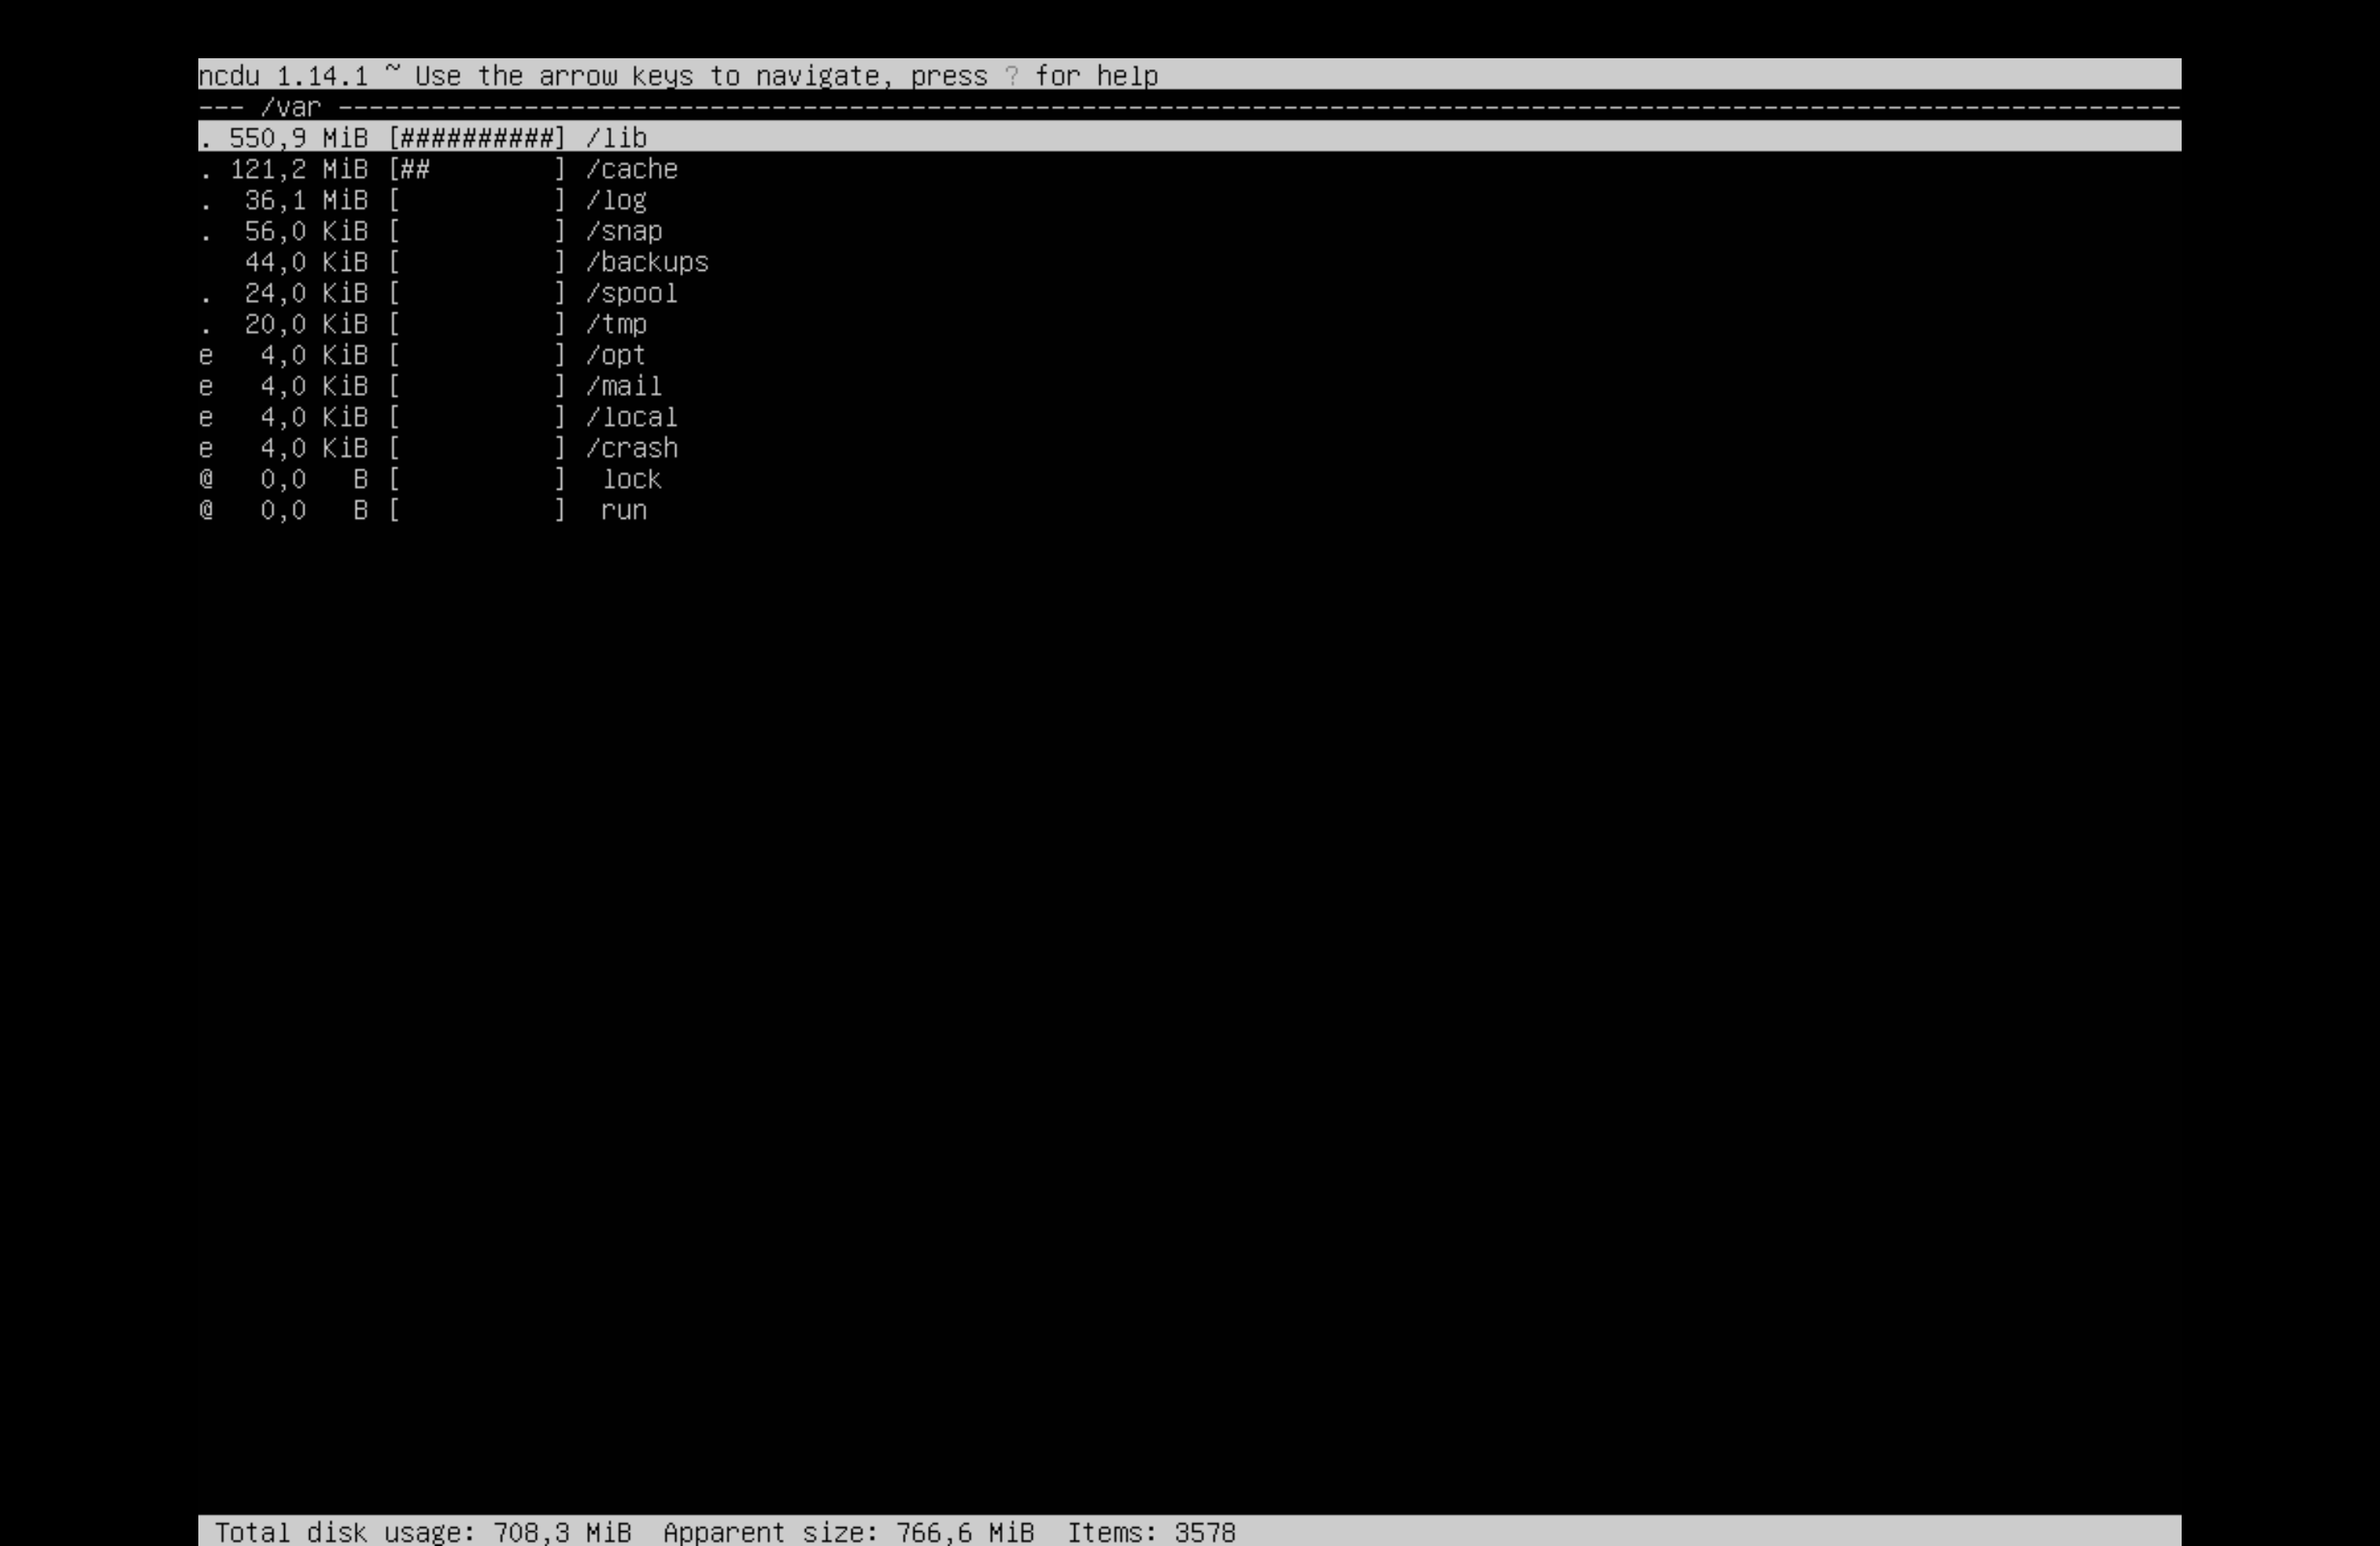 ncdu 1.14.1 ~ Use the arrow keys to navigate, press ? for help
--- /var -----------------------------------------------------------------------------------------------------------------------
. 550,9 MiB [##########] /lib
. 121,2 MiB [##        ] /cache
.  36,1 MiB [          ] /log
.  56,0 KiB [          ] /snap
   44,0 KiB [          ] /backups
.  24,0 KiB [          ] /spool
.  20,0 KiB [          ] /tmp
e   4,0 KiB [          ] /opt
e   4,0 KiB [          ] /mail
e   4,0 KiB [          ] /local
e   4,0 KiB [          ] /crash
@   0,0   B [          ]  lock
@   0,0   B [          ]  run
Total disk usage: 708,3 MiB  Apparent size: 766,6 MiB  Items: 3578